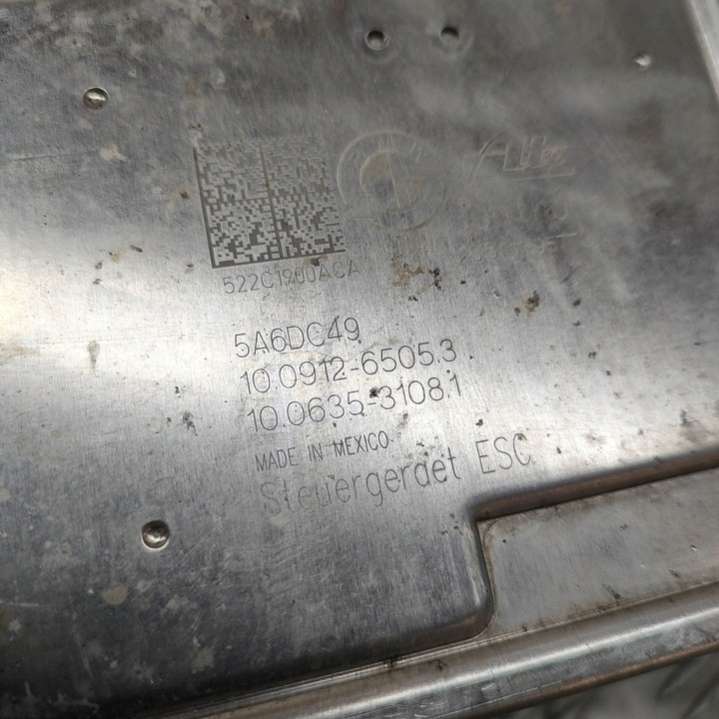 522C1900ACA
5A6DC49
10.0912-6505.3
10.0635-3108.1
MADE IN MEXICO
Steuergeraet ESC